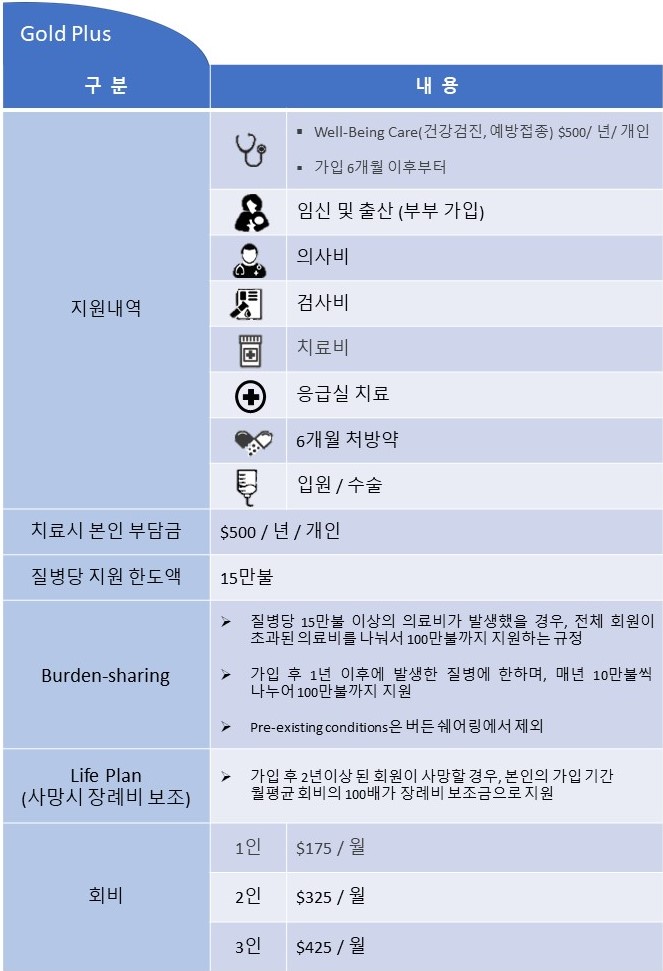 Gold Plus
구 분
내 용
지원내역
▪ Well-Being Care(건강검진, 예방접종) $500/ 년/ 개인
▪ 가입 6개월 이후부터
임신 및 출산 (부부 가입)
의사비
검사비
치료비
응급실 치료
6개월 처방약
입원 / 수술
치료시 본인 부담금
$500 / 년 / 개인
질병당 지원 한도액
15만불
Burden-sharing
➢ 질병당 15만불 이상의 의료비가 발생했을 경우, 전체 회원이
초과된 의료비를 나눠서 100만불까지 지원하는 규정
➢ 가입 후 1년 이후에 발생한 질병에 한하며, 매년 10만불씩
나누어 100만불까지 지원
➢ Pre-existing conditions은 버든 쉐어링에서 제외
Life Plan
(사망시 장례비 보조)
➢ 가입 후 2년이상 된 회원이 사망할 경우, 본인의 가입 기간
월평균 회비의 100배가 장례비 보조금으로 지원
회비
1인
$175 / 월
2인
$325 / 월
3인
$425 / 월